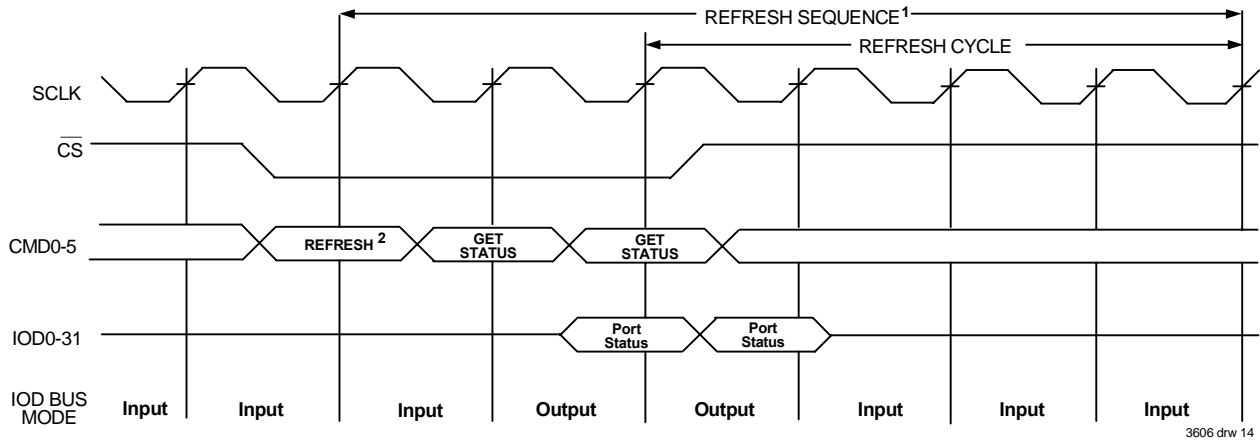 REFRESH SEQUENCE1
REFRESH CYCLE
SCLK
CS
CMD0-5
REFRESH 2
GET
STATUS
GET
STATUS
IOD0-31
Port
Status
Port
Status
IOD BUS
MODE
Input
Input
Input
Output
Output
Input
Input
Input
3606 drw 14